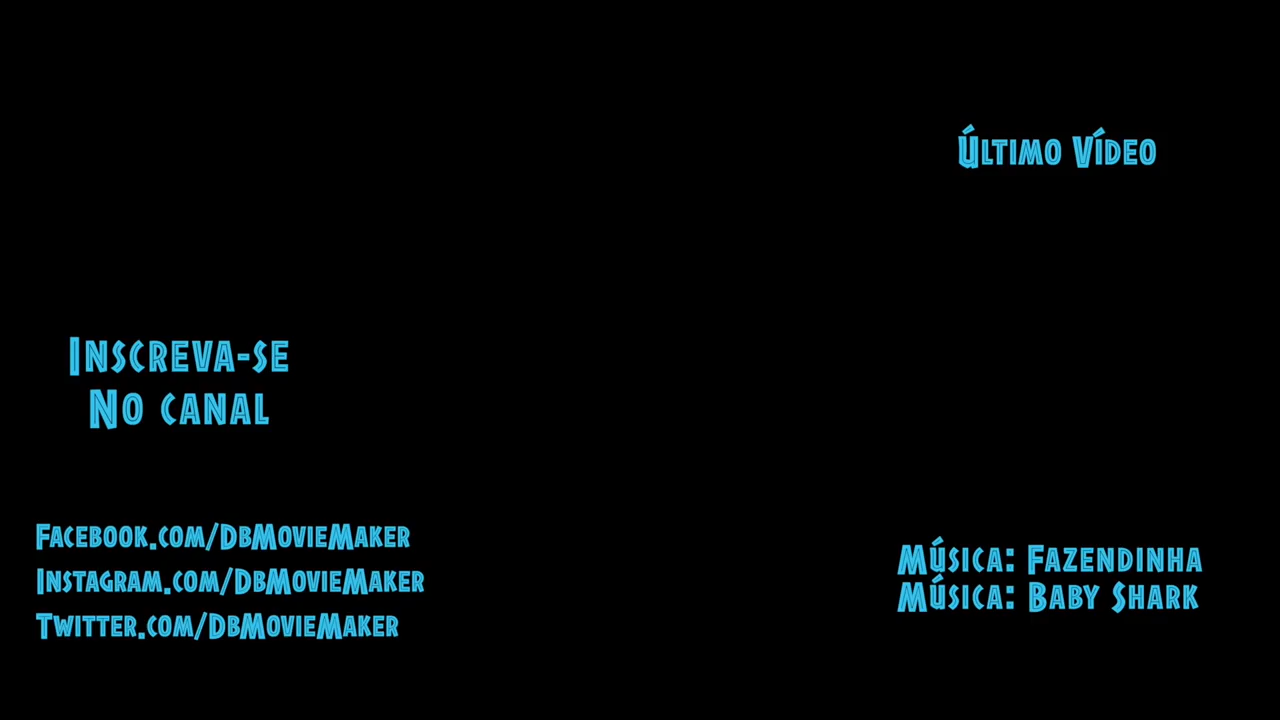 Último Vídeo
Inscreva-se
No canal
Facebook.com/DbMovieMaker
Instagram.com/DbMovieMaker
Twitter.com/DbMovieMaker
Música: Fazendinha
Música: Baby Shark